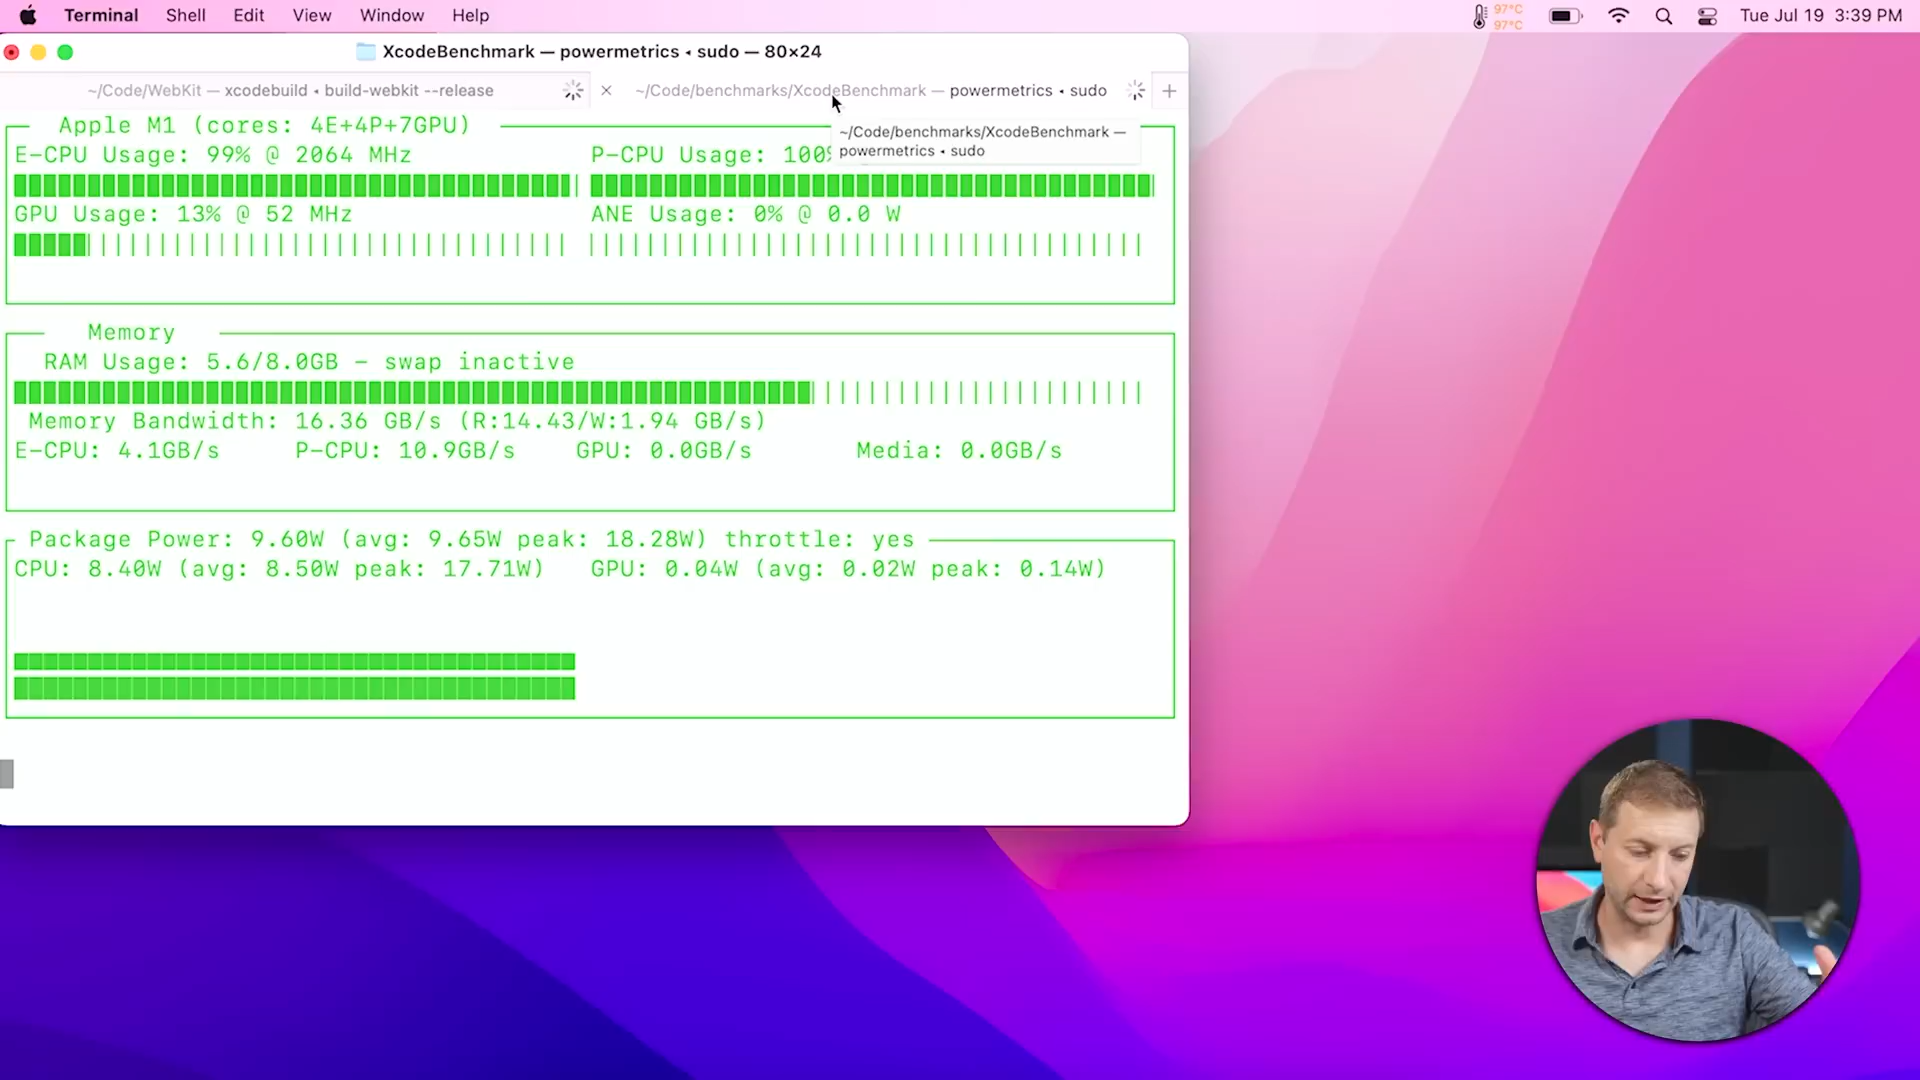 Terminal Shell Edit View Window Help 97°C 97°C Tue Jul 19 3:39 PM
XcodeBenchmark — powermetrics ◂ sudo — 80×24
~/Code/WebKit — xcodebuild ◂ build-webkit --release
~/Code/benchmarks/XcodeBenchmark — powermetrics ◂ sudo
Apple M1 (cores: 4E+4P+7GPU)
~/Code/benchmarks/XcodeBenchmark —
powermetrics ◂ sudo
E-CPU Usage: 99% @ 2064 MHz P-CPU Usage: 100%
GPU Usage: 13% @ 52 MHz ANE Usage: 0% @ 0.0 W
Memory
RAM Usage: 5.6/8.0GB - swap inactive
Memory Bandwidth: 16.36 GB/s (R:14.43/W:1.94 GB/s)
E-CPU: 4.1GB/s P-CPU: 10.9GB/s GPU: 0.0GB/s Media: 0.0GB/s
Package Power: 9.60W (avg: 9.65W peak: 18.28W) throttle: yes
CPU: 8.40W (avg: 8.50W peak: 17.71W) GPU: 0.04W (avg: 0.02W peak: 0.14W)